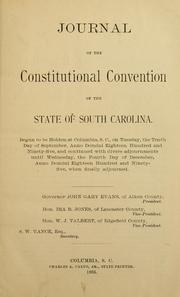 JOURNAL
OF THE
Constitutional Convention
OF THE
STATE OF SOUTH CAROLINA.
Begun to be Holden at Columbia, S. C., on Tuesday, the Tenth
Day of September, Anno Domini Eighteen Hundred and
Ninety-five, and continued with divers adjournments
until Wednesday, the Fourth Day of December,
Anno Domini Eighteen Hundred and Ninety-
five, when finally adjourned.
Governor JOHN GARY EVANS, of Aiken County,
President.
Hon. IRA B. JONES, of Lancaster County,
Vice-President.
Hon. W. J. TALBERT, of Edgefield County,
Vice-President.
S. W. VANCE, Esq.,
Secretary.
COLUMBIA, S. C.
CHARLES A. CALVO, JR., STATE PRINTER.
1895.